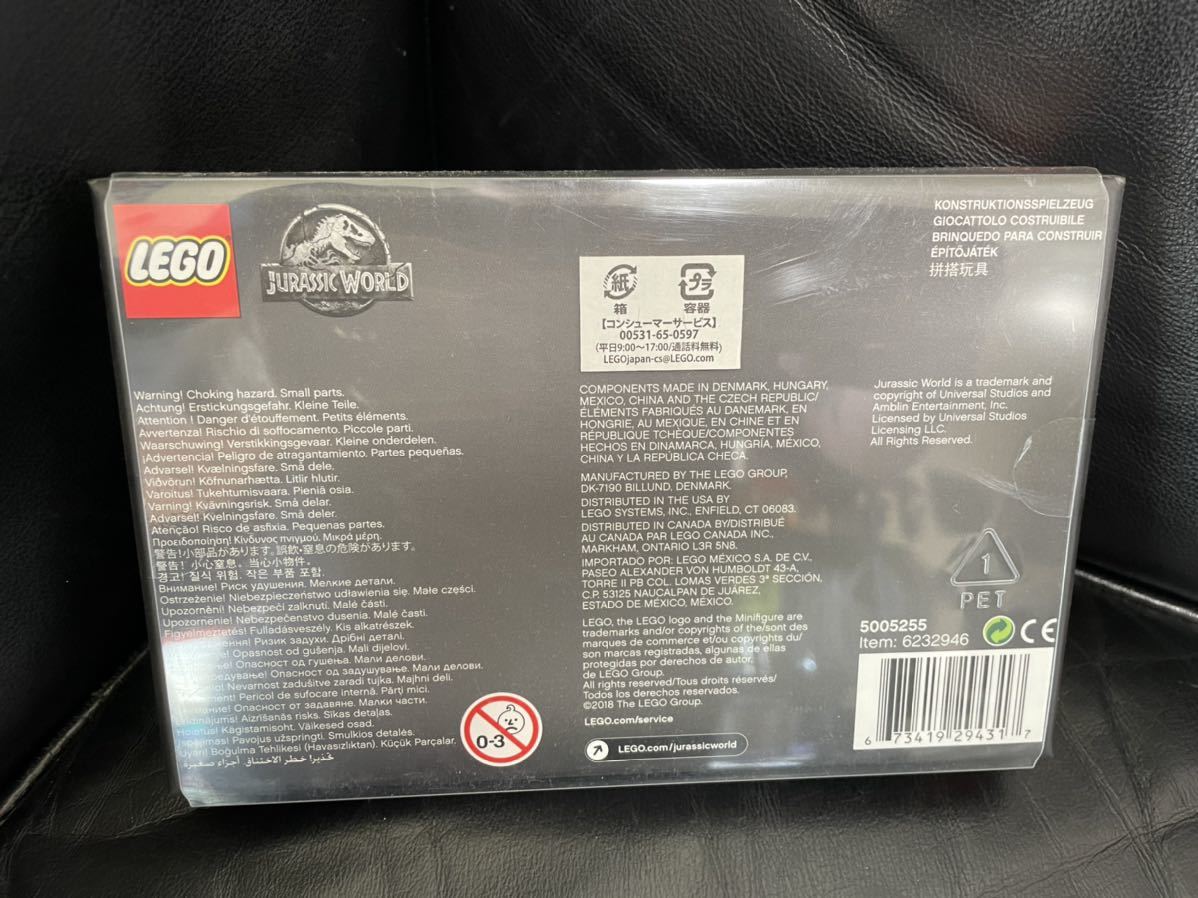 LEGO
JURASSIC WORLD
KONSTRUKTIONSSPIELZEUG
GIOCATTOLO COSTRUIBILE
BRINQUEDO PARA CONSTRUIR
ÉPÍTŐJÁTÉK
拼搭玩具
紙 プラ
箱 容器
【コンシューマーサービス】
00531-65-0597
(平日9:00~17:00/通話料無料)
LEGOjapan-cs@LEGO.com
Warning! Choking hazard. Small parts.
Achtung! Erstickungsgefahr. Kleine Teile.
Attention ! Danger d'étouffement. Petits éléments.
Avvertenza! Rischio di soffocamento. Piccole parti.
Waarschuwing! Verstikkingsgevaar. Kleine onderdelen.
¡Advertencia! Peligro de atragantamiento. Partes pequeñas.
Advarsel! Kvælningsfare. Små dele.
Viðvörun! Köfnunarhætta. Litlir hlutir.
Varoitus! Tukehtumisvaara. Pieniä osia.
Varning! Kvävningsrisk. Små delar.
Advarsel! Kvelningsfare. Små deler.
Atenção! Risco de asfixia. Pequenas partes.
Προειδοποίηση! Κίνδυνος πνιγμού. Μικρά μέρη.
警告!小部品があります。誤飲・窒息の危険があります。
警告! 小心窒息。当心小物件。
경고! 질식 위험. 작은 부품 포함.
Внимание! Риск удушения. Мелкие детали.
Ostrzeżenie! Niebezpieczeństwo udławienia się. Małe części.
Upozornění! Nebezpečí zalknutí. Malé části.
Upozornenie! Nebezpečenstvo dusenia. Malé časti.
Figyelmeztetés! Fulladásveszély. Kis alkatrészek.
Ризик задухи. Дрібні деталі.
Opasnost od gušenja. Mali dijelovi.
Опасност од гушења. Мали делови.
Опасност од задушување. Мали делови.
Nevarnost zadušitve zaradi tujka. Majhni deli.
Pericol de sufocare internă. Părți mici.
Опасност от задавяне. Малки части.
Aizrīšanās risks. Sīkas detaļas.
Kägistamisoht. Väikesed osad.
Pavojus užspringti. Smulkios detalės.
Uyarı! Boğulma Tehlikesi (Havasızlıktan). Küçük Parçalar.
تحذير! خطر الاختناق. أجزاء صغيرة.
0-3
COMPONENTS MADE IN DENMARK, HUNGARY,
MEXICO, CHINA AND THE CZECH REPUBLIC/
ÉLÉMENTS FABRIQUÉS AU DANEMARK, EN
HONGRIE, AU MEXIQUE, EN CHINE ET EN
RÉPUBLIQUE TCHÈQUE/COMPONENTES
HECHOS EN DINAMARCA, HUNGRÍA, MÉXICO,
CHINA Y LA REPÚBLICA CHECA.
MANUFACTURED BY THE LEGO GROUP,
DK-7190 BILLUND, DENMARK.
DISTRIBUTED IN THE USA BY
LEGO SYSTEMS, INC., ENFIELD, CT 06083.
DISTRIBUTED IN CANADA BY/DISTRIBUÉ
AU CANADA PAR LEGO CANADA INC.,
MARKHAM, ONTARIO L3R 5N8.
IMPORTADO POR: LEGO MÉXICO S.A. DE C.V.,
PASEO ALEXANDER VON HUMBOLDT 43-A,
TORRE II PB COL. LOMAS VERDES 3ª SECCIÓN,
C.P. 53125 NAUCALPAN DE JUÁREZ,
ESTADO DE MÉXICO, MÉXICO.
LEGO, the LEGO logo and the Minifigure are
trademarks and/or copyrights of the/sont des
marques de commerce et/ou copyrights du/
son marcas registradas, algunas de ellas
protegidas por derechos de autor,
de LEGO Group.
All rights reserved/Tous droits réservés/
Todos los derechos reservados.
©2018 The LEGO Group.
LEGO.com/service
LEGO.com/jurassicworld
Jurassic World is a trademark and
copyright of Universal Studios and
Amblin Entertainment, Inc.
Licensed by Universal Studios
Licensing LLC.
All Rights Reserved.
1
PET
5005255
Item: 6232946
CE
6 73419 29431 7